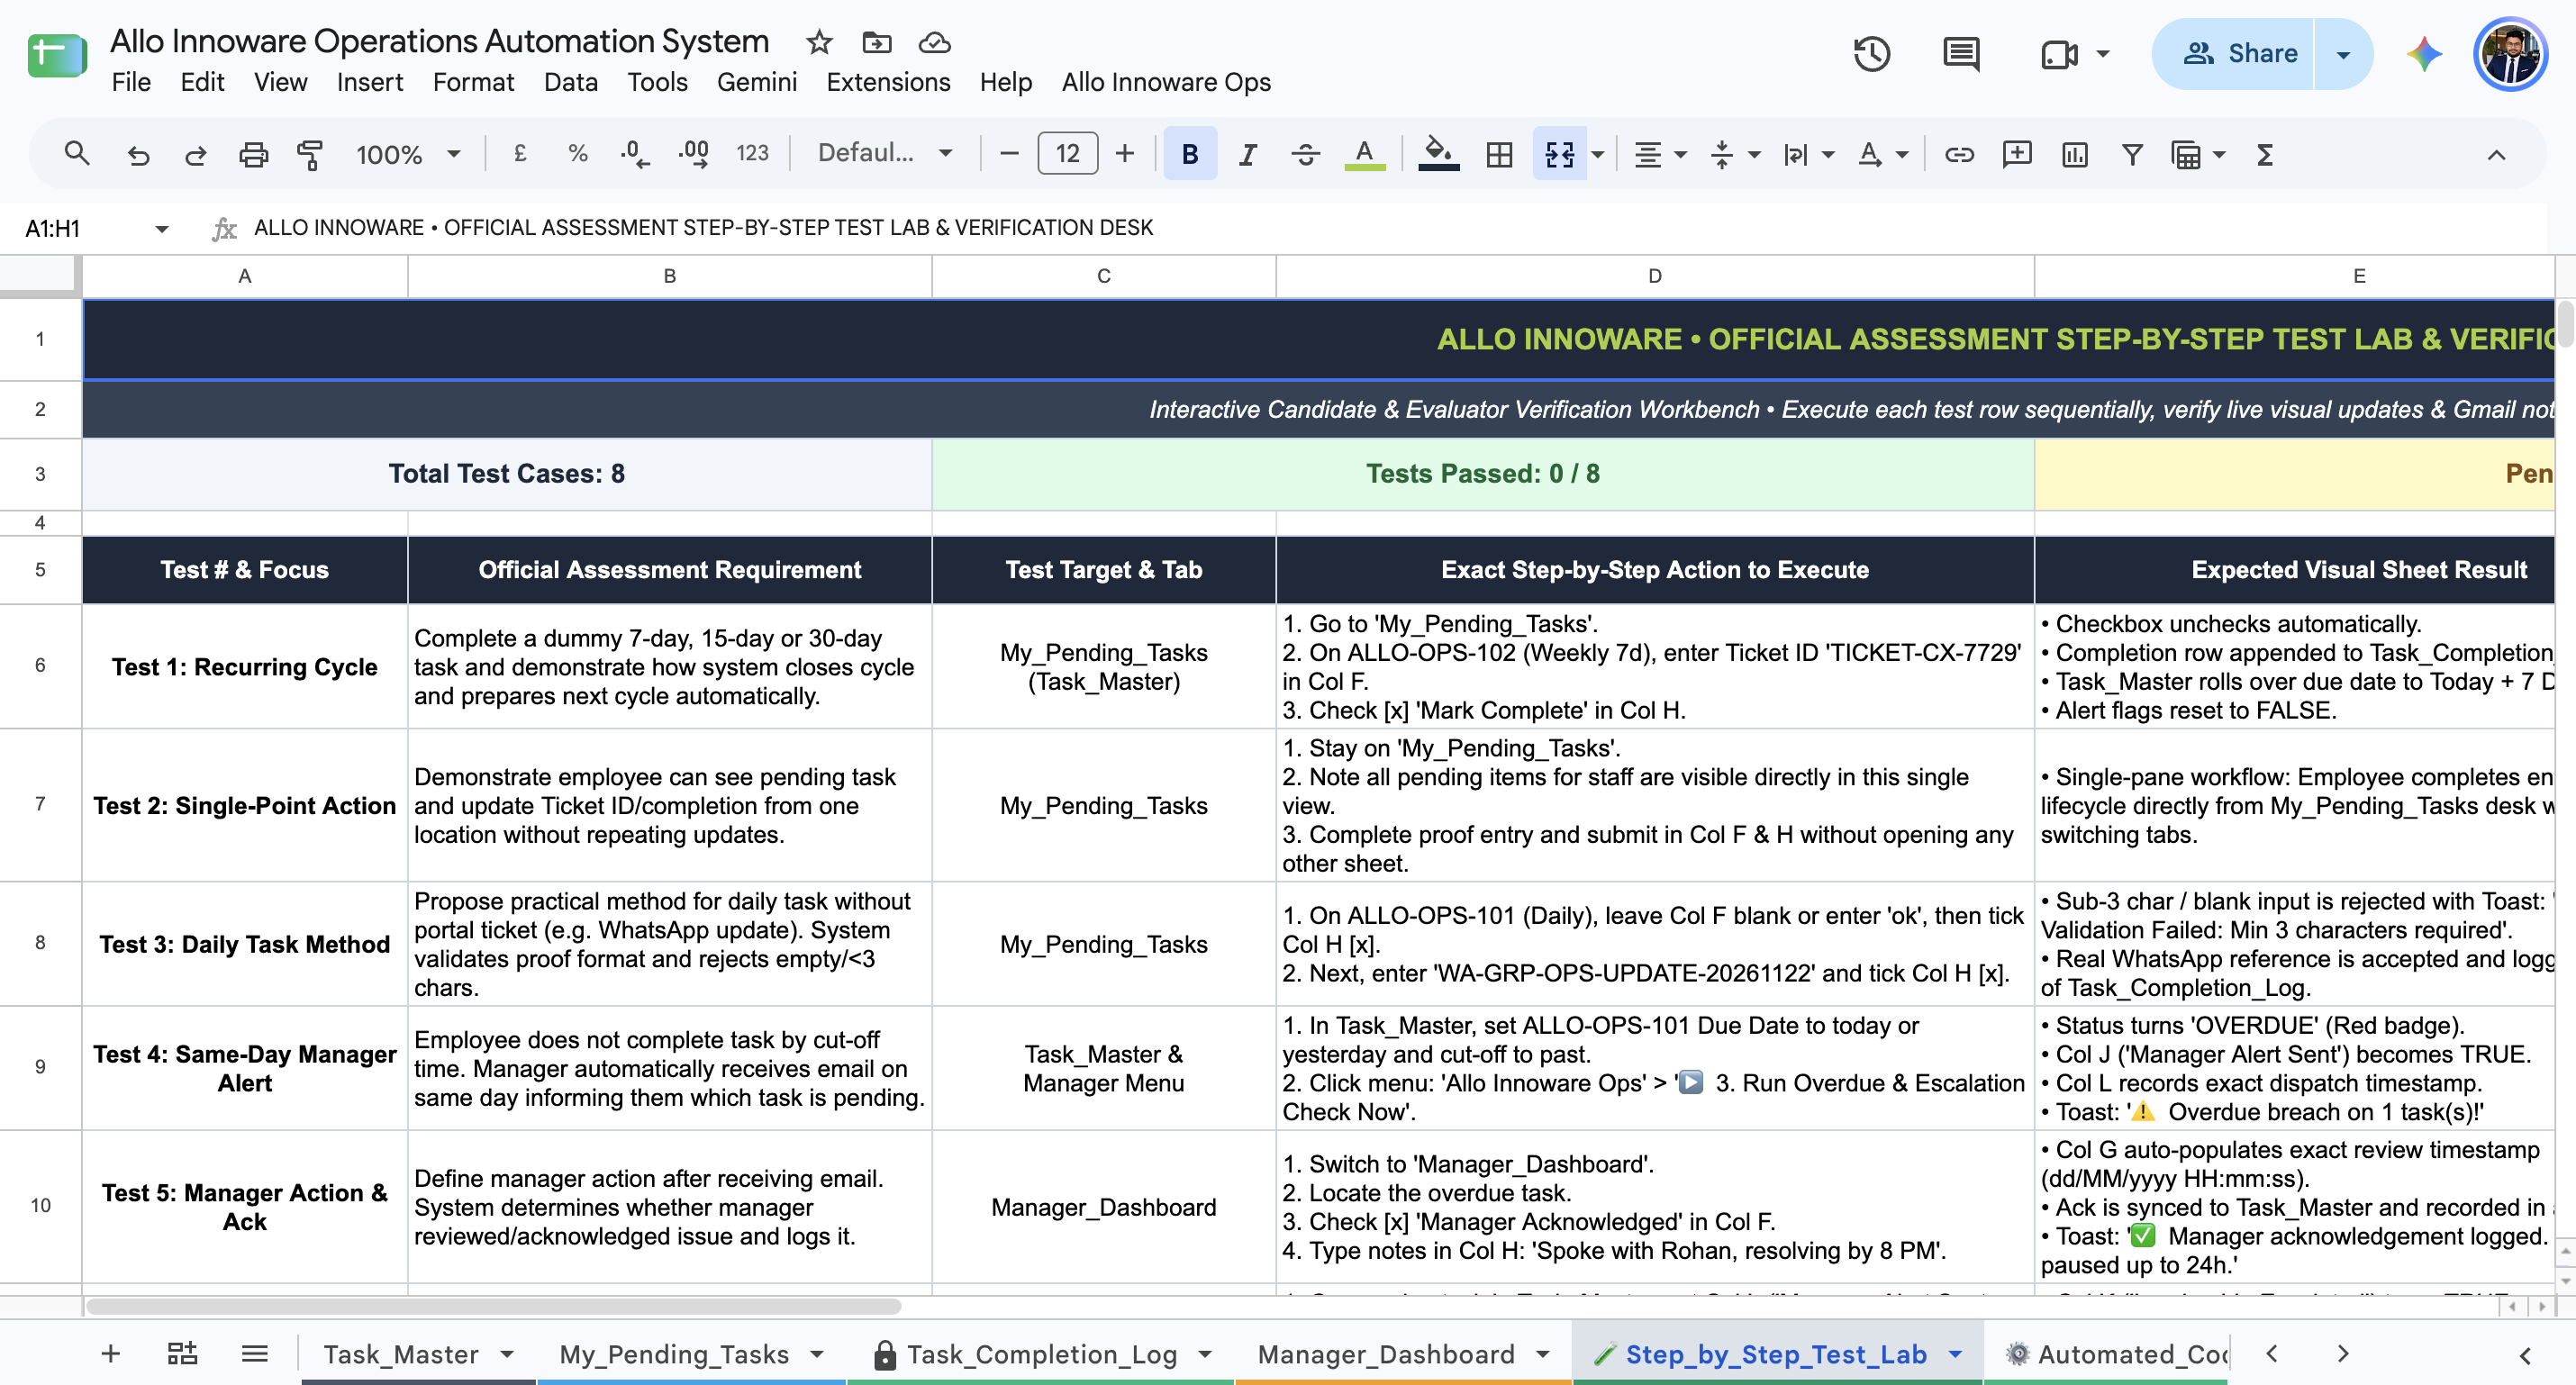 Allo Innoware Operations Automation System
File Edit View Insert Format Data Tools Gemini Extensions Help Allo Innoware Ops
Share
100% £ % .0 .00 123 Defaul... 12 B I A A
A1:H1 fx ALLO INNOWARE • OFFICIAL ASSESSMENT STEP-BY-STEP TEST LAB & VERIFICATION DESK
A B C D E
1 ALLO INNOWARE • OFFICIAL ASSESSMENT STEP-BY-STEP TEST LAB & VERIFIC
2 Interactive Candidate & Evaluator Verification Workbench • Execute each test row sequentially, verify live visual updates & Gmail not
3 Total Test Cases: 8 Tests Passed: 0 / 8 Pen
4
5 Test # & Focus Official Assessment Requirement Test Target & Tab Exact Step-by-Step Action to Execute Expected Visual Sheet Result
6
Test 1: Recurring Cycle
Complete a dummy 7-day, 15-day or 30-day
task and demonstrate how system closes cycle
and prepares next cycle automatically.
My_Pending_Tasks
(Task_Master)
1. Go to 'My_Pending_Tasks'.
2. On ALLO-OPS-102 (Weekly 7d), enter Ticket ID 'TICKET-CX-7729'
in Col F.
3. Check [x] 'Mark Complete' in Col H.
• Checkbox unchecks automatically.
• Completion row appended to Task_Completion_
• Task_Master rolls over due date to Today + 7 D
• Alert flags reset to FALSE.
7
Test 2: Single-Point Action
Demonstrate employee can see pending task
and update Ticket ID/completion from one
location without repeating updates.
My_Pending_Tasks
1. Stay on 'My_Pending_Tasks'.
2. Note all pending items for staff are visible directly in this single
view.
3. Complete proof entry and submit in Col F & H without opening any
other sheet.
• Single-pane workflow: Employee completes en
lifecycle directly from My_Pending_Tasks desk w
switching tabs.
8
Test 3: Daily Task Method
Propose practical method for daily task without
portal ticket (e.g. WhatsApp update). System
validates proof format and rejects empty/<3
chars.
My_Pending_Tasks
1. On ALLO-OPS-101 (Daily), leave Col F blank or enter 'ok', then tick
Col H [x].
2. Next, enter 'WA-GRP-OPS-UPDATE-20261122' and tick Col H [x].
• Sub-3 char / blank input is rejected with Toast: '
Validation Failed: Min 3 characters required'.
• Real WhatsApp reference is accepted and logg
of Task_Completion_Log.
9
Test 4: Same-Day Manager
Alert
Employee does not complete task by cut-off
time. Manager automatically receives email on
same day informing them which task is pending.
Task_Master &
Manager Menu
1. In Task_Master, set ALLO-OPS-101 Due Date to today or
yesterday and cut-off to past.
2. Click menu: 'Allo Innoware Ops' > '▶️ 3. Run Overdue & Escalation
Check Now'.
• Status turns 'OVERDUE' (Red badge).
• Col J ('Manager Alert Sent') becomes TRUE.
• Col L records exact dispatch timestamp.
• Toast: '⚠️ Overdue breach on 1 task(s)!'
10
Test 5: Manager Action &
Ack
Define manager action after receiving email.
System determines whether manager
reviewed/acknowledged issue and logs it.
Manager_Dashboard
1. Switch to 'Manager_Dashboard'.
2. Locate the overdue task.
3. Check [x] 'Manager Acknowledged' in Col F.
4. Type notes in Col H: 'Spoke with Rohan, resolving by 8 PM'.
• Col G auto-populates exact review timestamp
(dd/MM/yyyy HH:mm:ss).
• Ack is synced to Task_Master and recorded in
• Toast: '✅ Manager acknowledgement logged.
paused up to 24h.'
Task_Master My_Pending_Tasks Task_Completion_Log Manager_Dashboard Step_by_Step_Test_Lab Automated_Co